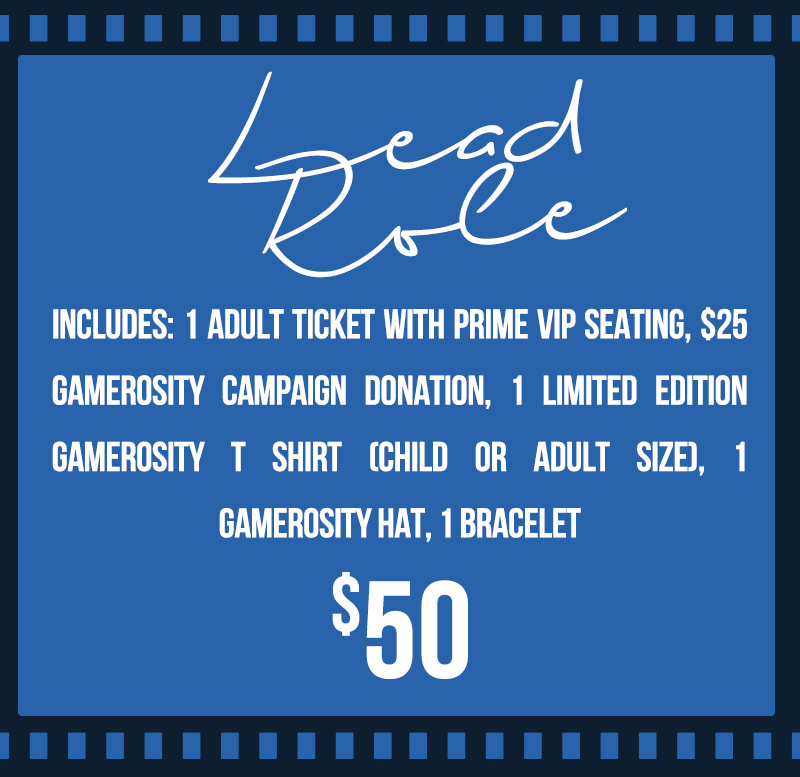 Lead
Role
INCLUDES: 1 ADULT TICKET WITH PRIME VIP SEATING, $25
GAMEROSITY CAMPAIGN DONATION, 1 LIMITED EDITION
GAMEROSITY T SHIRT (CHILD OR ADULT SIZE), 1
GAMEROSITY HAT, 1 BRACELET
$50